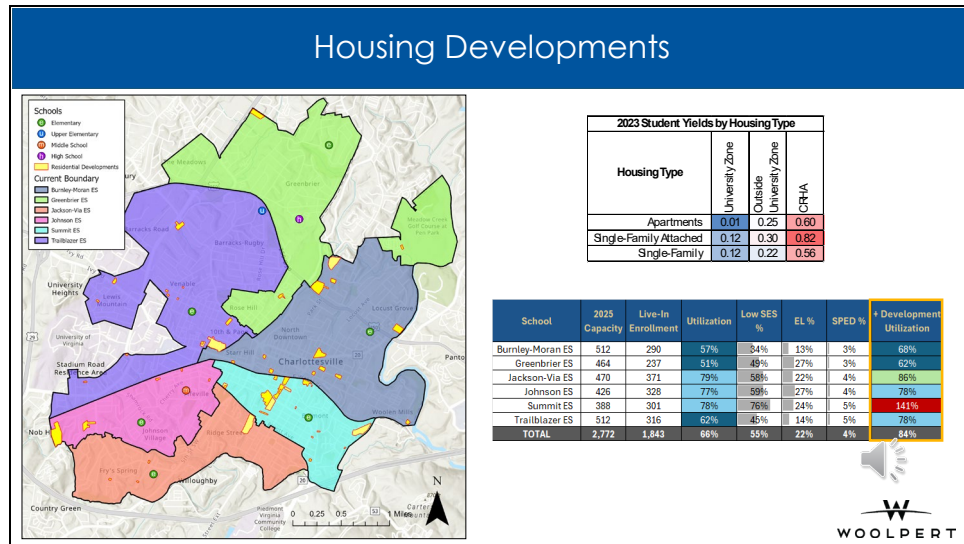 Housing Developments
Schools
Elementary
Upper Elementary
Middle School
High School
Residential Developments
Current Boundary
Burnley-Moran ES
Greenbrier ES
Jackson-Via ES
Johnson ES
Summit ES
Trailblazer ES
The Meadows
Greenbrier
Meadow Creek
Golf Course at
Pen Park
Barracks Road
Barracks-Rugby
University
Heights
Lewis
Mountain
Venable
Rose Hill
Locust Grove
10th & Page
North
Downtown
Starr Hill
Charlottesville
Stadium Road
Residence Area
Woolen Mills
Johnson
Village
Ridge Street
Fry's Spring
Willoughby
Country Green
Piedmont
Virginia
Community
College
29
20
20
53
N
0 0.25 0.5 1 Miles
2023 Student Yields by Housing Type
Housing Type University Zone Outside University Zone CRHA
Apartments 0.01 0.25 0.60
Single-Family Attached 0.12 0.30 0.82
Single-Family 0.12 0.22 0.56
School 2025 Capacity Live-In Enrollment Utilization Low SES % EL % SPED % + Development Utilization
Burnley-Moran ES 512 290 57% 34% 13% 3% 68%
Greenbrier ES 464 237 51% 49% 27% 3% 62%
Jackson-Via ES 470 371 79% 58% 22% 4% 86%
Johnson ES 426 328 77% 59% 27% 4% 78%
Summit ES 388 301 78% 76% 24% 5% 141%
Trailblazer ES 512 316 62% 45% 14% 5% 78%
TOTAL 2,772 1,843 66% 55% 22% 4% 84%
WOOLPERT